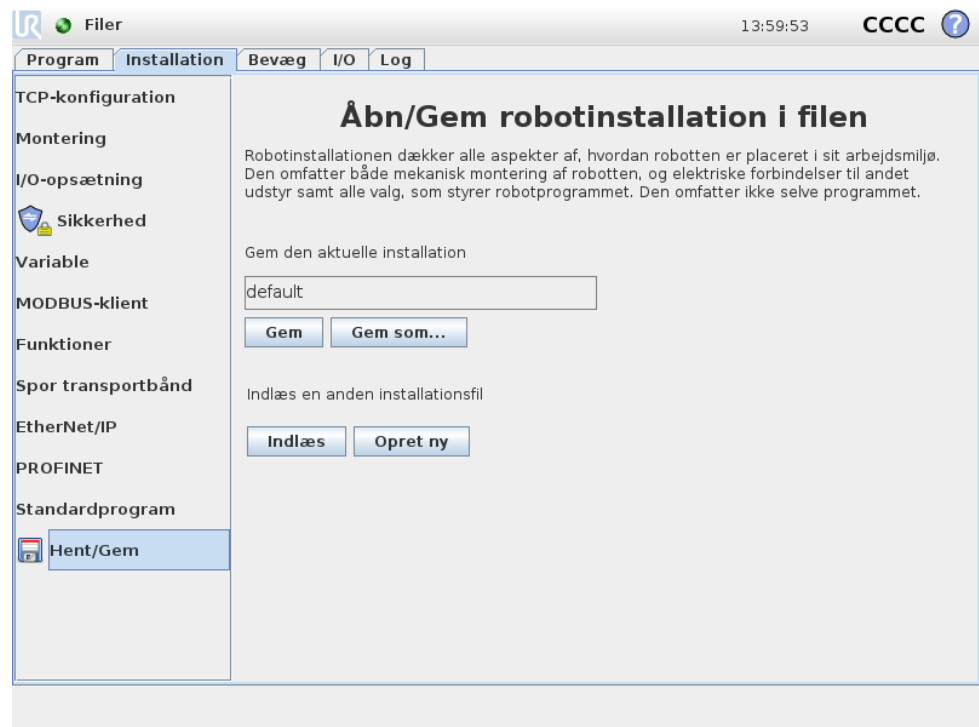 UR Filer 13:59:53 CCCC ?
Program Installation Bevæg I/O Log
TCP-konfiguration
Montering
I/O-opsætning
Sikkerhed
Variable
MODBUS-klient
Funktioner
Spor transportbånd
EtherNet/IP
PROFINET
Standardprogram
Hent/Gem
Åbn/Gem robotinstallation i filen
Robotinstallationen dækker alle aspekter af, hvordan robotten er placeret i sit arbejdsmiljø.
Den omfatter både mekanisk montering af robotten, og elektriske forbindelser til andet
udstyr samt alle valg, som styrer robotprogrammet. Den omfatter ikke selve programmet.
Gem den aktuelle installation
default
Gem Gem som...
Indlæs en anden installationsfil
Indlæs Opret ny